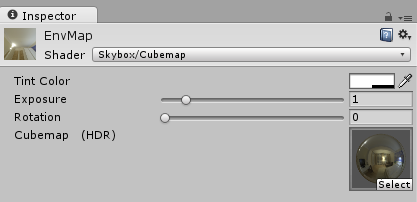 Inspector
EnvMap
Shader Skybox/Cubemap
Tint Color
Exposure 1
Rotation 0
Cubemap (HDR)
Select